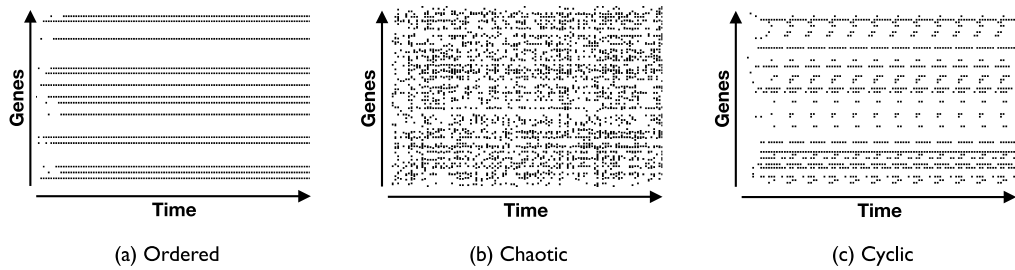 Genes
Time
(a) Ordered
Genes
Time
(b) Chaotic
Genes
Time
(c) Cyclic